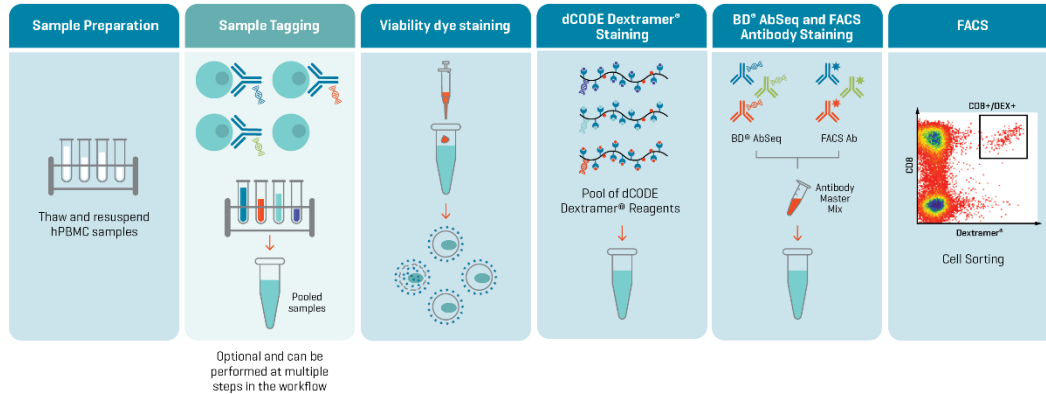 Sample Preparation
Thaw and resuspend
hPBMC samples
Sample Tagging
Pooled
samples
Optional and can be
performed at multiple
steps in the workflow
Viability dye staining
dCODE Dextramer®
Staining
Pool of dCODE
Dextramer® Reagents
BD® AbSeq and FACS
Antibody Staining
BD® AbSeq
FACS Ab
Antibody
Master
Mix
FACS
CD8+/DEX+
CD8
Dextramer®
Cell Sorting